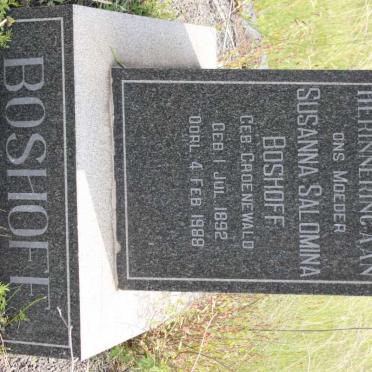 HERINNERING AAN
ONS MOEDER
SUSANNA SALOMINA
BOSHOFF
GEB. GROENEWALD
GEB. 1 JUL. 1892
OORL. 4 FEB. 1988
BOSHOFF